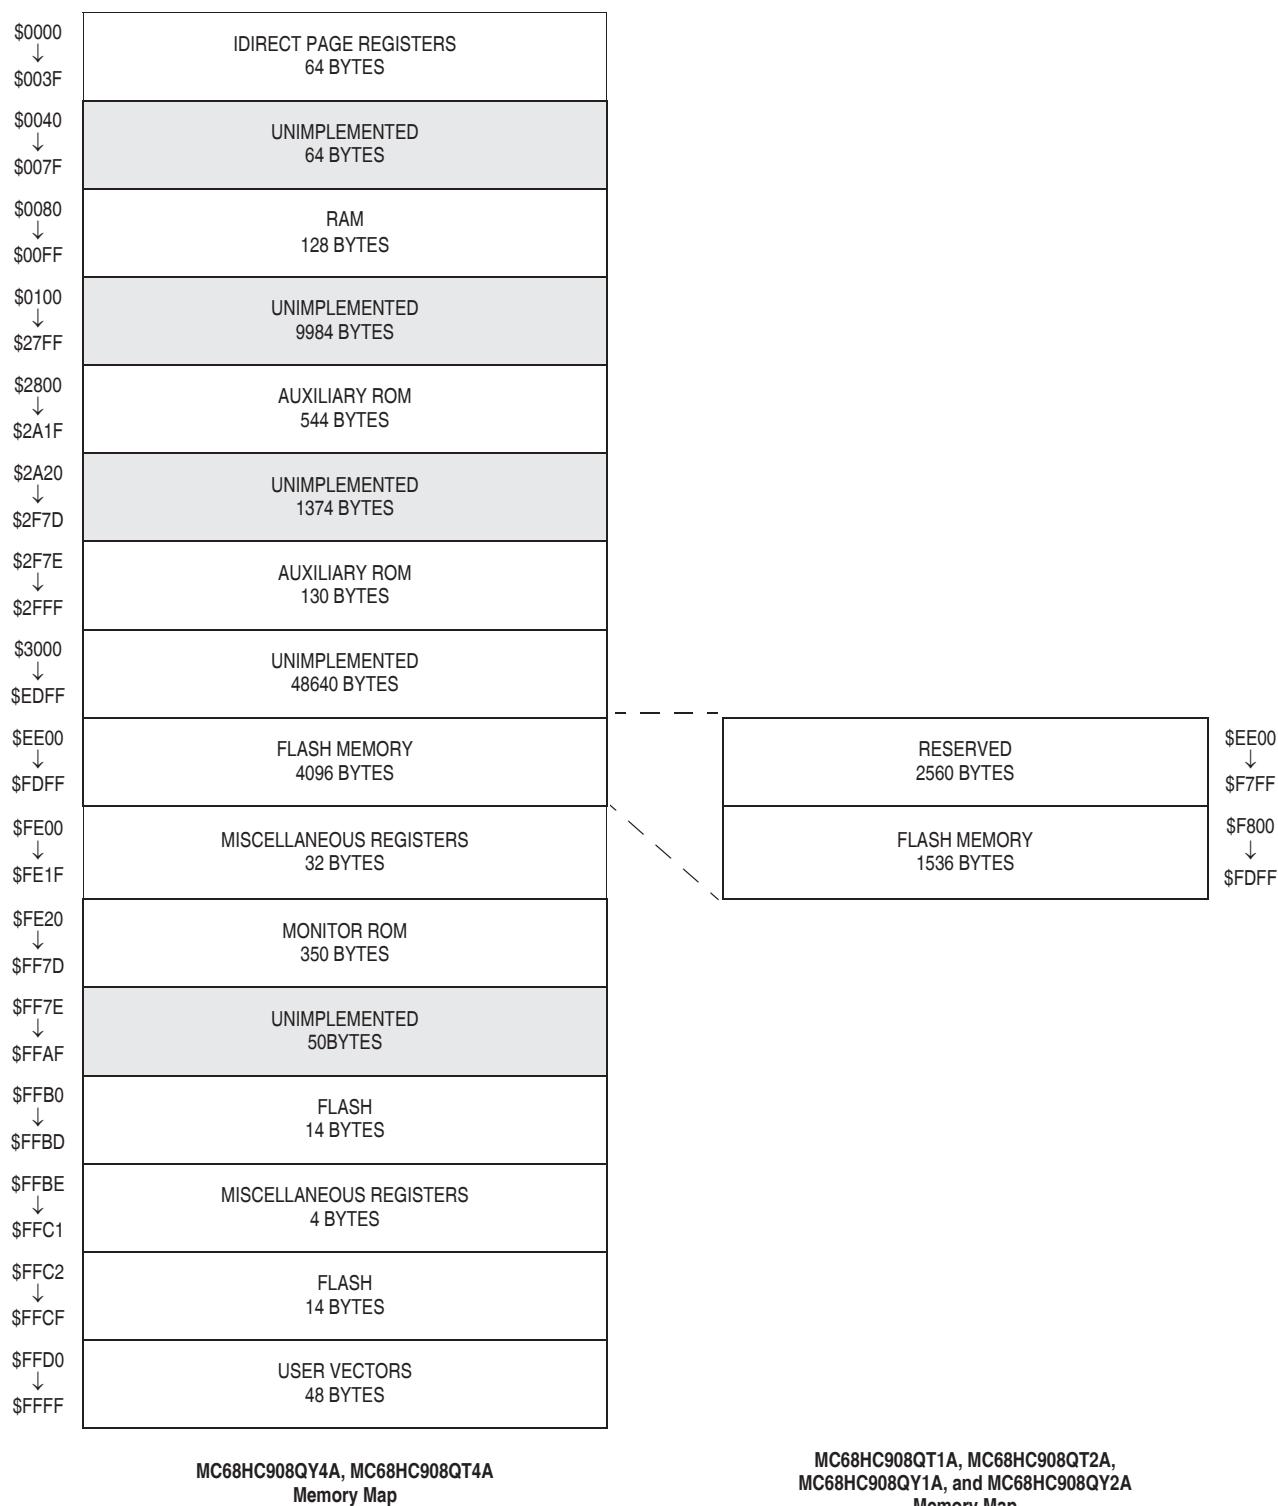 $0000
↓
$003F
IDIRECT PAGE REGISTERS
64 BYTES
$0040
↓
$007F
UNIMPLEMENTED
64 BYTES
$0080
↓
$00FF
RAM
128 BYTES
$0100
↓
$27FF
UNIMPLEMENTED
9984 BYTES
$2800
↓
$2A1F
AUXILIARY ROM
544 BYTES
$2A20
↓
$2F7D
UNIMPLEMENTED
1374 BYTES
$2F7E
↓
$2FFF
AUXILIARY ROM
130 BYTES
$3000
↓
$EDFF
UNIMPLEMENTED
48640 BYTES
$EE00
↓
$FDFF
FLASH MEMORY
4096 BYTES
RESERVED
2560 BYTES
$EE00
↓
$F7FF
$FE00
↓
$FE1F
MISCELLANEOUS REGISTERS
32 BYTES
FLASH MEMORY
1536 BYTES
$F800
↓
$FDFF
$FE20
↓
$FF7D
MONITOR ROM
350 BYTES
$FF7E
↓
$FFAF
UNIMPLEMENTED
50BYTES
$FFB0
↓
$FFBD
FLASH
14 BYTES
$FFBE
↓
$FFC1
MISCELLANEOUS REGISTERS
4 BYTES
$FFC2
↓
$FFCF
FLASH
14 BYTES
$FFD0
↓
$FFFF
USER VECTORS
48 BYTES
MC68HC908QY4A, MC68HC908QT4A
Memory Map
MC68HC908QT1A, MC68HC908QT2A,
MC68HC908QY1A, and MC68HC908QY2A
Memory Map